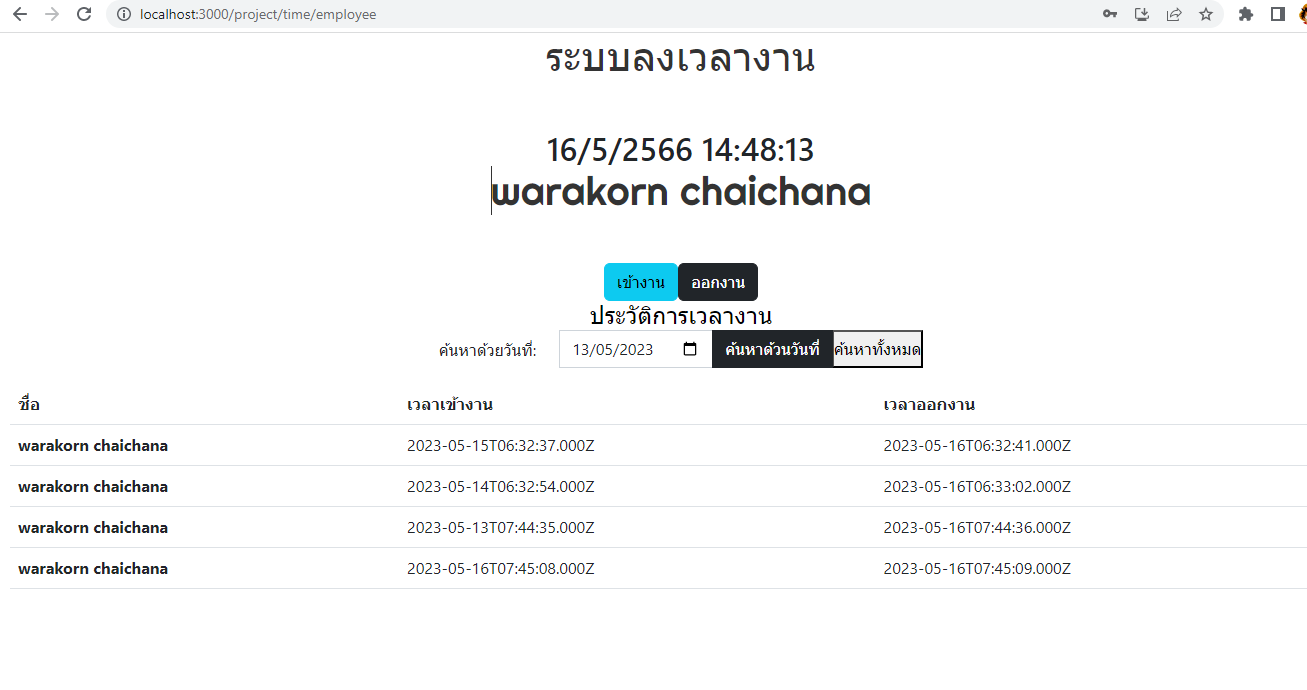 localhost:3000/project/time/employee
ระบบลงเวลางาน
16/5/2566 14:48:13
warakorn chaichana
เข้างาน ออกงาน
ประวัติการเวลางาน
ค้นหาด้วยวันที่: 13/05/2023 ค้นหาด้วนวันที่ ค้นหาทั้งหมด
ชื่อ เวลาเข้างาน เวลาออกงาน
warakorn chaichana 2023-05-15T06:32:37.000Z 2023-05-16T06:32:41.000Z
warakorn chaichana 2023-05-14T06:32:54.000Z 2023-05-16T06:33:02.000Z
warakorn chaichana 2023-05-13T07:44:35.000Z 2023-05-16T07:44:36.000Z
warakorn chaichana 2023-05-16T07:45:08.000Z 2023-05-16T07:45:09.000Z